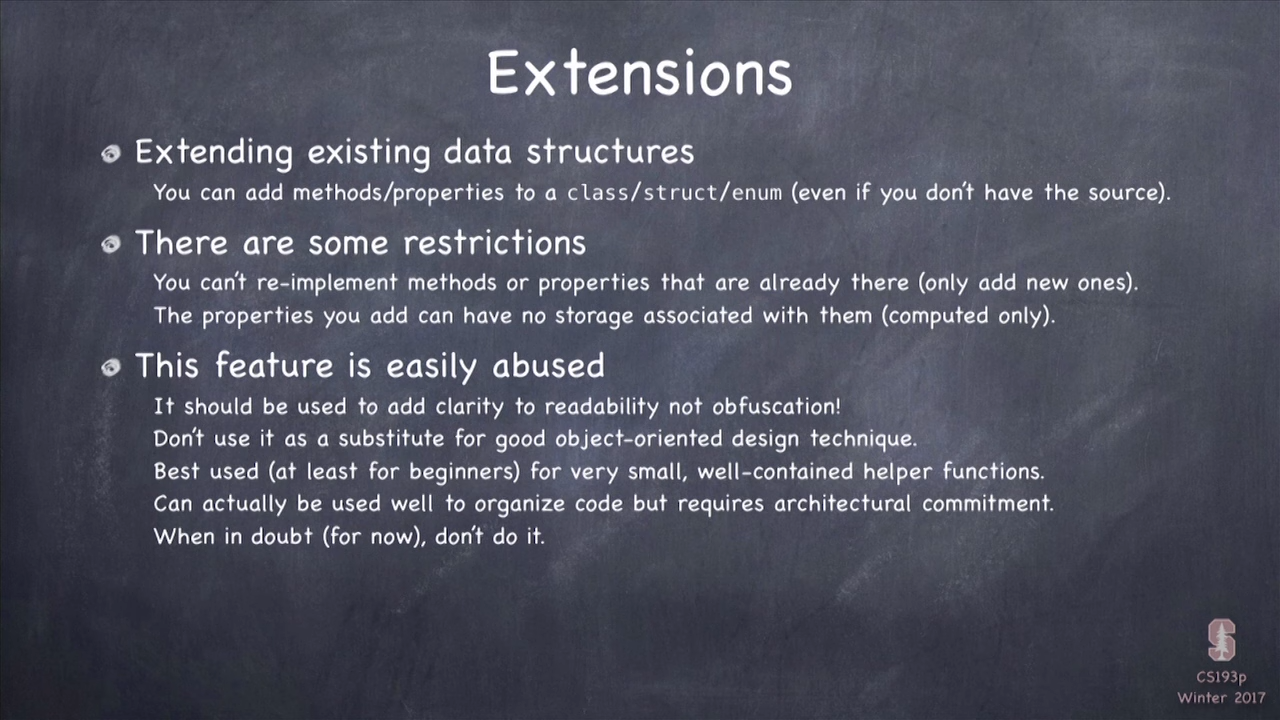 Extensions
Extending existing data structures
You can add methods/properties to a class/struct/enum (even if you don't have the source).
There are some restrictions
You can't re-implement methods or properties that are already there (only add new ones).
The properties you add can have no storage associated with them (computed only).
This feature is easily abused
It should be used to add clarity to readability not obfuscation!
Don't use it as a substitute for good object-oriented design technique.
Best used (at least for beginners) for very small, well-contained helper functions.
Can actually be used well to organize code but requires architectural commitment.
When in doubt (for now), don't do it.
S
CS193p
Winter 2017